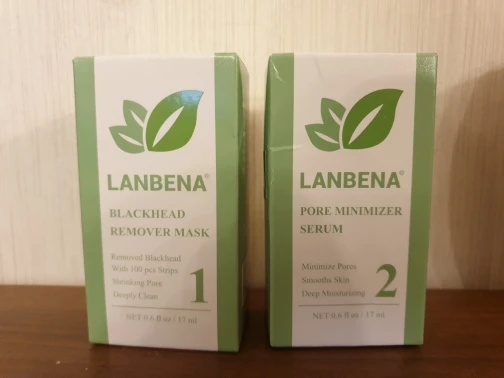 LANBENA®
BLACKHEAD
REMOVER MASK
Removed Blackhead
With 100 pcs Strips
Shrinking Pore
Deeply Clean
1
NET 0.6 fl oz / 17 ml
LANBENA®
PORE MINIMIZER
SERUM
Minimize Pores
Smooths Skin
Deep Moisturizing
2
NET 0.6 fl oz / 17 ml